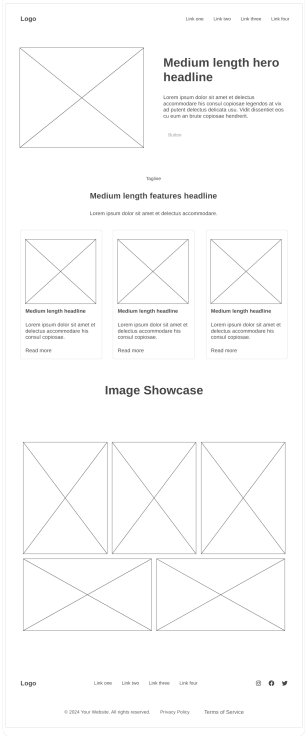 Logo
Link one Link two Link three Link four
Medium length hero
headline
Lorem ipsum dolor sit amet et delectus
accommodare his consul copiosae legendos at vix
ad putent delectus delicata usu. Vidit dissentiet eos
cu eum an brute copiosae hendrerit.
Button
Tagline
Medium length features headline
Lorem ipsum dolor sit amet et delectus accommodare.
Medium length headline
Lorem ipsum dolor sit amet et
delectus accommodare his
consul copiosae.
Read more
Medium length headline
Lorem ipsum dolor sit amet et
delectus accommodare his
consul copiosae.
Read more
Medium length headline
Lorem ipsum dolor sit amet et
delectus accommodare his
consul copiosae.
Read more
Image Showcase
Logo
Link one Link two Link three Link four
© 2024 Your Website. All rights reserved. Privacy Policy Terms of Service